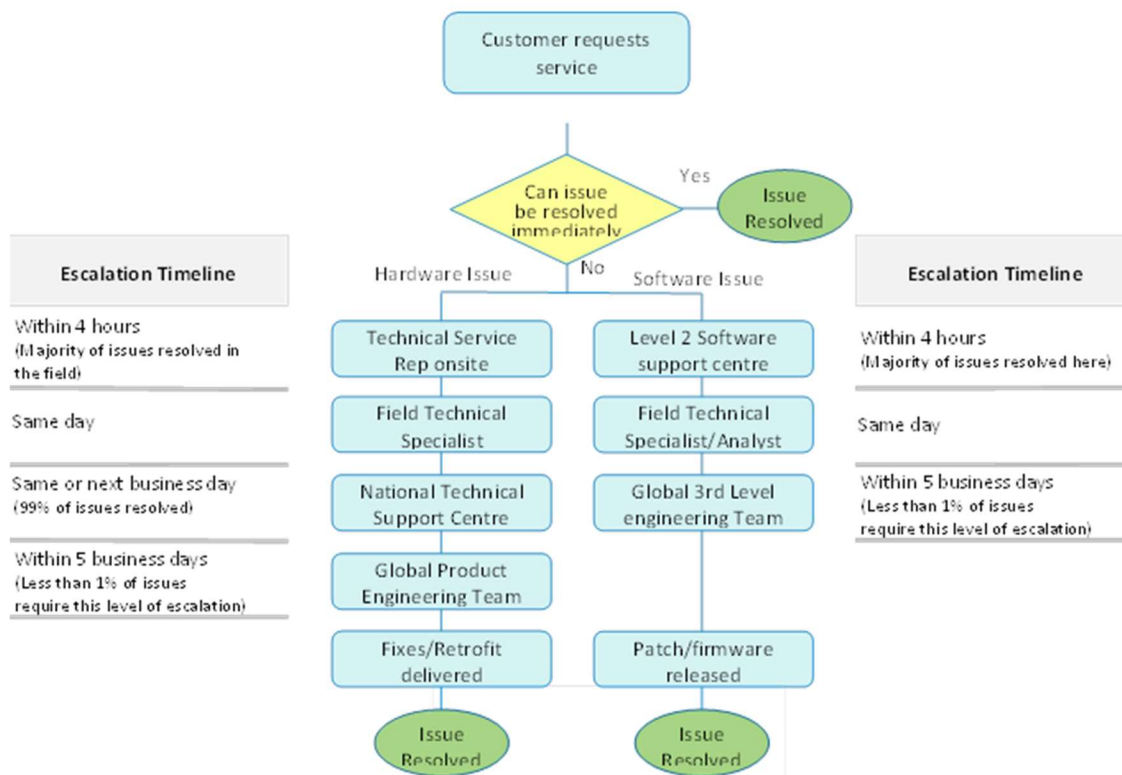 Customer requests
service
Can issue
be resolved
immediately
Yes
Issue
Resolved
No
Hardware Issue
Software Issue
Escalation Timeline
Within 4 hours
(Majority of issues resolved in
the field)
Same day
Same or next business day
(99% of issues resolved)
Within 5 business days
(Less than 1% of issues
require this level of escalation)
Technical Service
Rep onsite
Field Technical
Specialist
National Technical
Support Centre
Global Product
Engineering Team
Fixes/Retrofit
delivered
Issue
Resolved
Level 2 Software
support centre
Field Technical
Specialist/Analyst
Global 3rd Level
engineering Team
Patch/firmware
released
Issue
Resolved
Escalation Timeline
Within 4 hours
(Majority of issues resolved here)
Same day
Within 5 business days
(Less than 1% of issues
require this level of escalation)